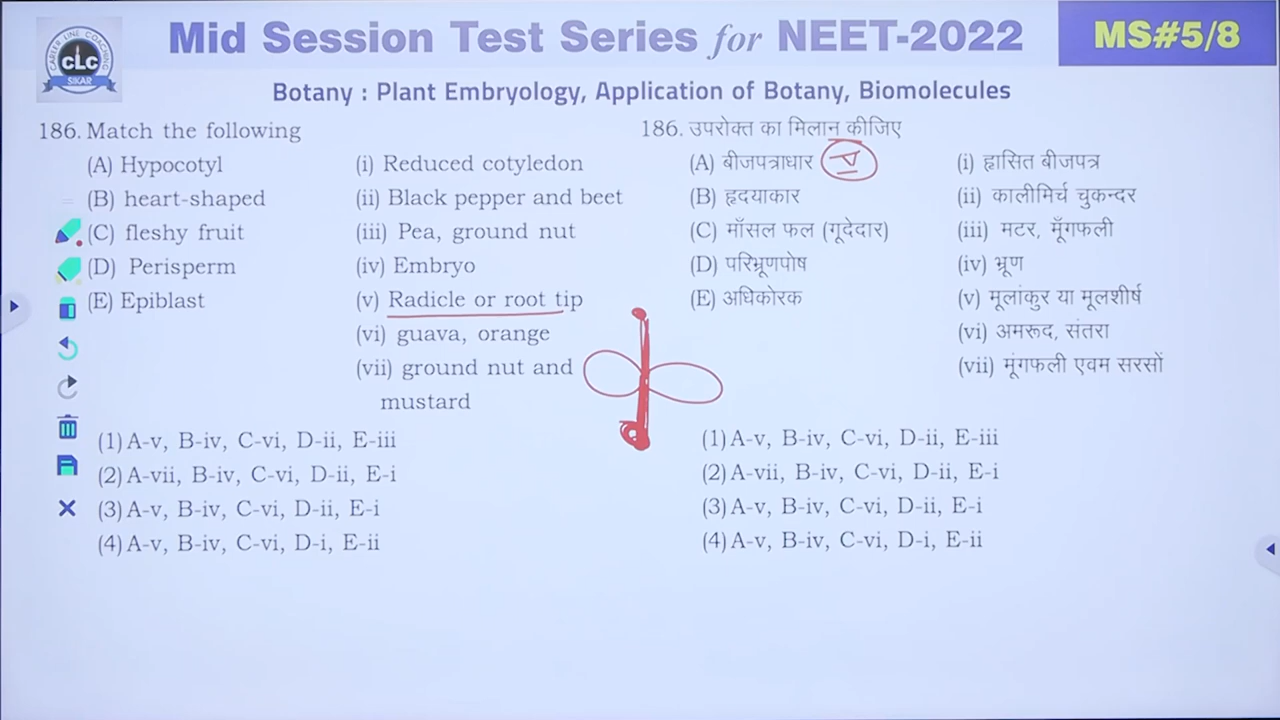 CAREER LINE COACHING
CLC
SIKAR
Mid Session Test Series for NEET-2022
MS#5/8
Botany : Plant Embryology, Application of Botany, Biomolecules
186. Match the following
(A) Hypocotyl (i) Reduced cotyledon
(B) heart-shaped (ii) Black pepper and beet
(C) fleshy fruit (iii) Pea, ground nut
(D) Perisperm (iv) Embryo
(E) Epiblast (v) Radicle or root tip
(vi) guava, orange
(vii) ground nut and
mustard
(1) A-v, B-iv, C-vi, D-ii, E-iii
(2) A-vii, B-iv, C-vi, D-ii, E-i
(3) A-v, B-iv, C-vi, D-ii, E-i
(4) A-v, B-iv, C-vi, D-i, E-ii
186. उपरोक्त का मिलान कीजिए
(A) बीजपत्राधार V (i) ह्रासित बीजपत्र
(B) हृदयाकार (ii) कालीमिर्च चुकन्दर
(C) माँसल फल (गूदेदार) (iii) मटर, मूँगफली
(D) परिभ्रूणपोष (iv) भ्रूण
(E) अधिकोरक (v) मूलांकुर या मूलशीर्ष
(vi) अमरूद, संतरा
(vii) मूंगफली एवम सरसों
(1) A-v, B-iv, C-vi, D-ii, E-iii
(2) A-vii, B-iv, C-vi, D-ii, E-i
(3) A-v, B-iv, C-vi, D-ii, E-i
(4) A-v, B-iv, C-vi, D-i, E-ii